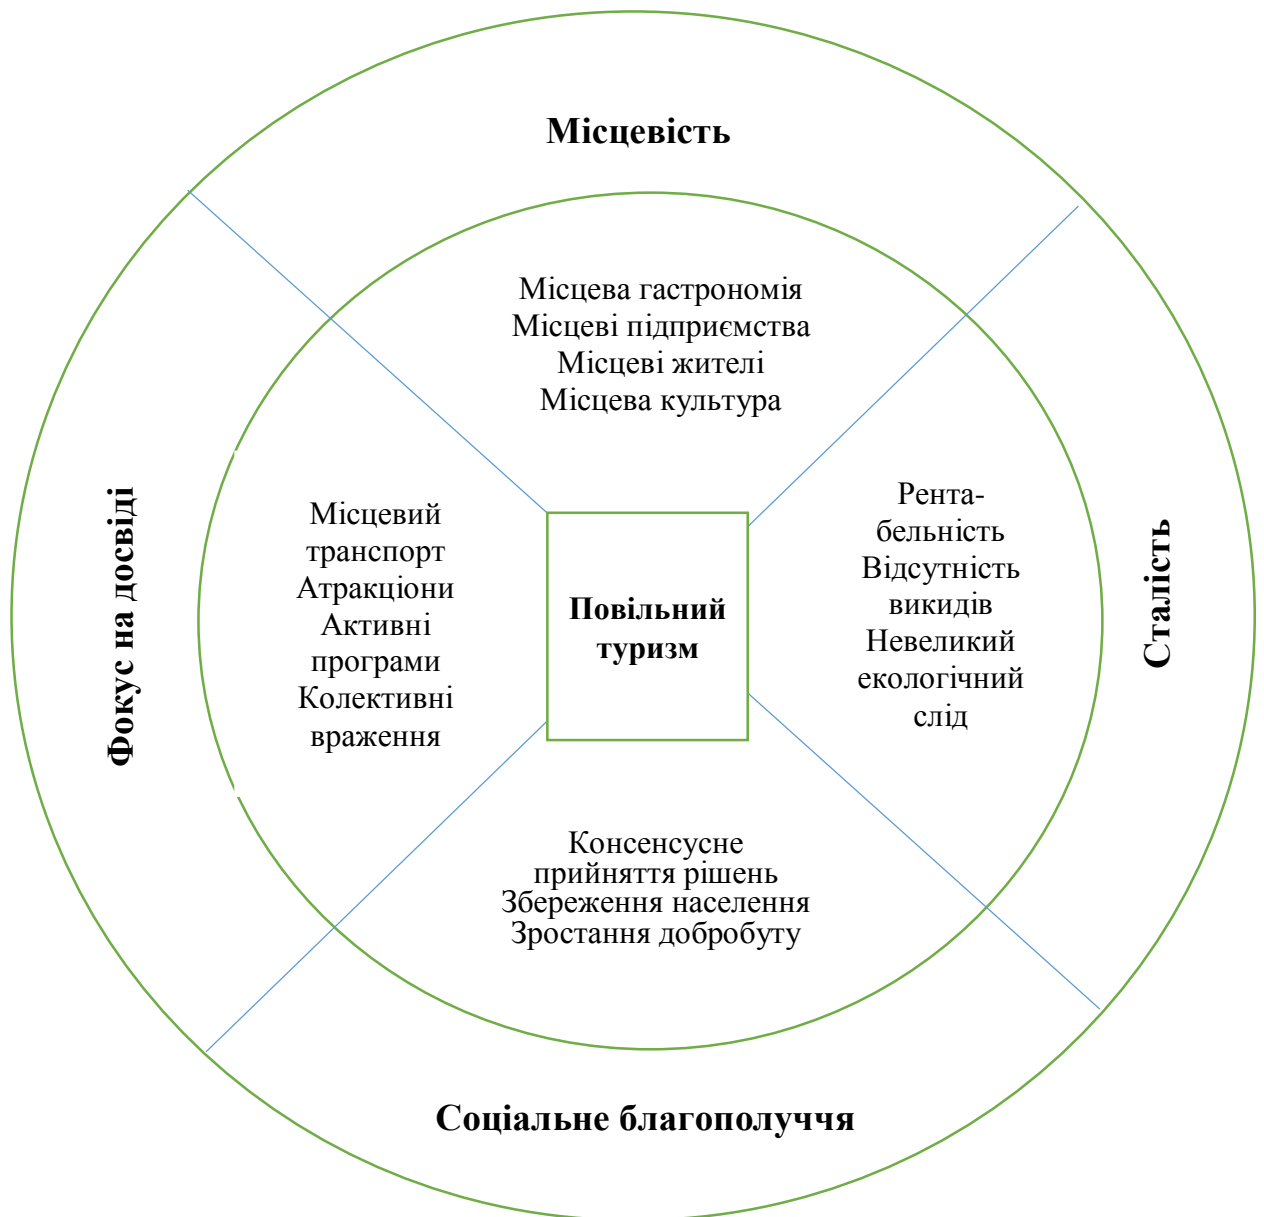 Місцевість
Місцева гастрономія
Місцеві підприємства
Місцеві жителі
Місцева культура
Фокус на досвіді
Місцевий
транспорт
Атракціони
Активні
програми
Колективні
враження
Повільний
туризм
Рента-
бельність
Відсутність
викидів
Невеликий
екологічний
слід
Сталість
Консенсусне
прийняття рішень
Збереження населення
Зростання добробуту
Соціальне благополуччя